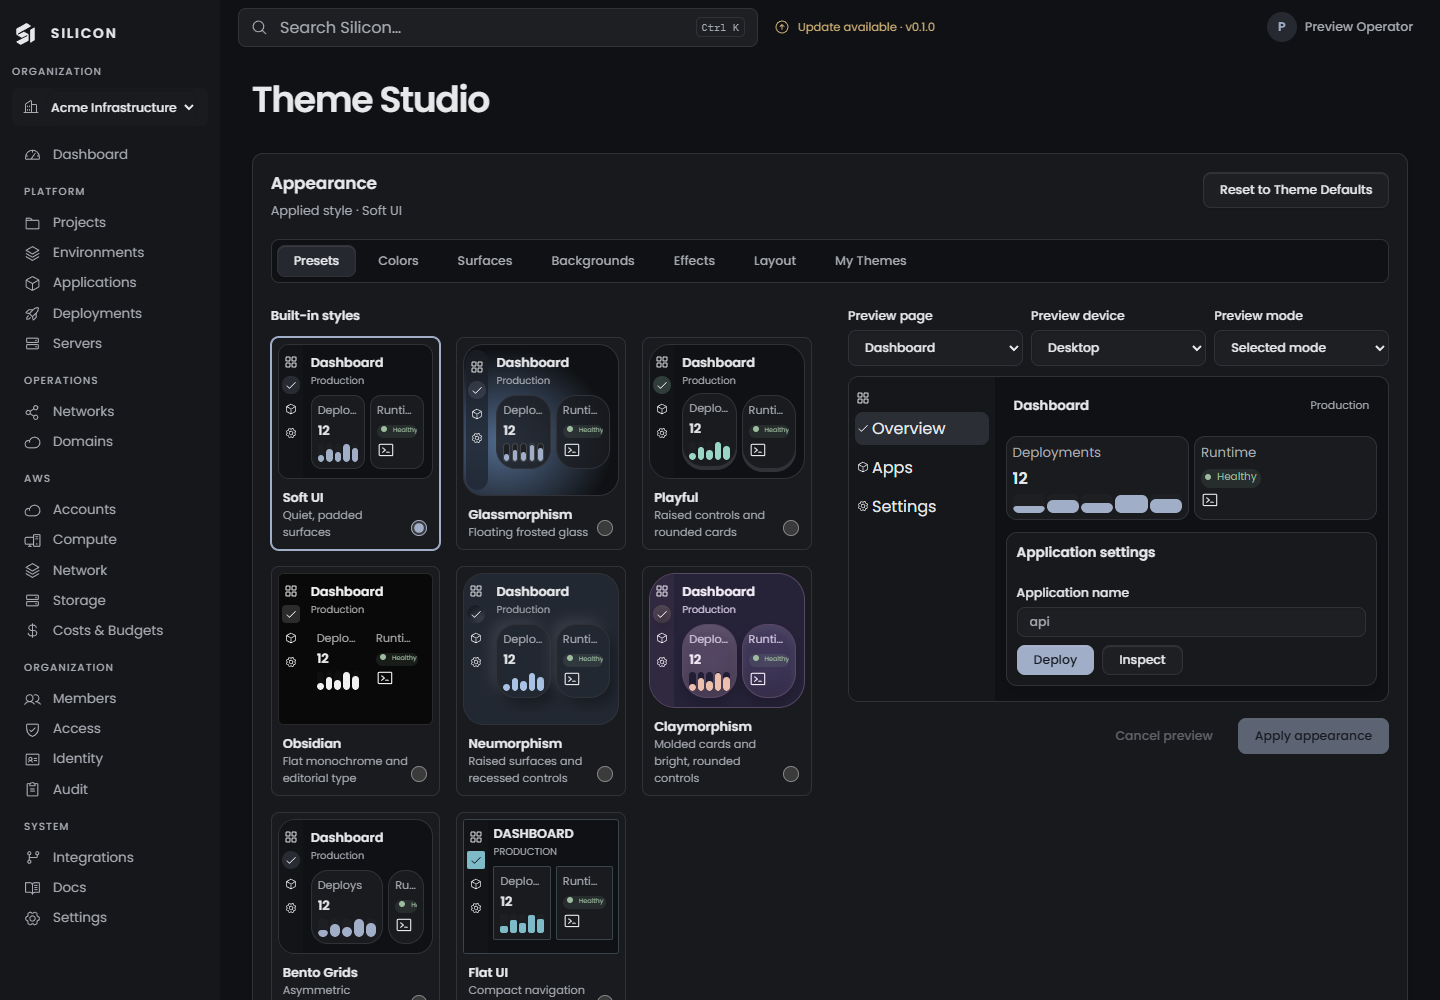 SILICON
ORGANIZATION
Acme Infrastructure
Dashboard
PLATFORM
Projects
Environments
Applications
Deployments
Servers
OPERATIONS
Networks
Domains
AWS
Accounts
Compute
Network
Storage
Costs & Budgets
ORGANIZATION
Members
Access
Identity
Audit
SYSTEM
Integrations
Docs
Settings
Search Silicon...
Ctrl K
Update available · v0.1.0
P
Preview Operator
Theme Studio
Appearance
Applied style · Soft UI
Reset to Theme Defaults
Presets
Colors
Surfaces
Backgrounds
Effects
Layout
My Themes
Built-in styles
Dashboard
Production
Deplo...
12
Runti...
Healthy
Soft UI
Quiet, padded
surfaces
Dashboard
Production
Deplo...
12
Runti...
Healthy
Glassmorphism
Floating frosted glass
Dashboard
Production
Deplo...
12
Runti...
Healthy
Playful
Raised controls and
rounded cards
Dashboard
Production
Deplo...
12
Runti...
Healthy
Obsidian
Flat monochrome and
editorial type
Dashboard
Production
Deplo...
12
Runti...
Healthy
Neumorphism
Raised surfaces and
recessed controls
Dashboard
Production
Deplo...
12
Runti...
Healthy
Claymorphism
Molded cards and
bright, rounded
controls
Dashboard
Production
Deploys
12
Ru...
Bento Grids
Asymmetric
DASHBOARD
PRODUCTION
Deplo...
12
Runti...
Healthy
Flat UI
Compact navigation
Preview page
Dashboard
Preview device
Desktop
Preview mode
Selected mode
Overview
Apps
Settings
Dashboard
Production
Deployments
12
Runtime
Healthy
Application settings
Application name
api
Deploy
Inspect
Cancel preview
Apply appearance